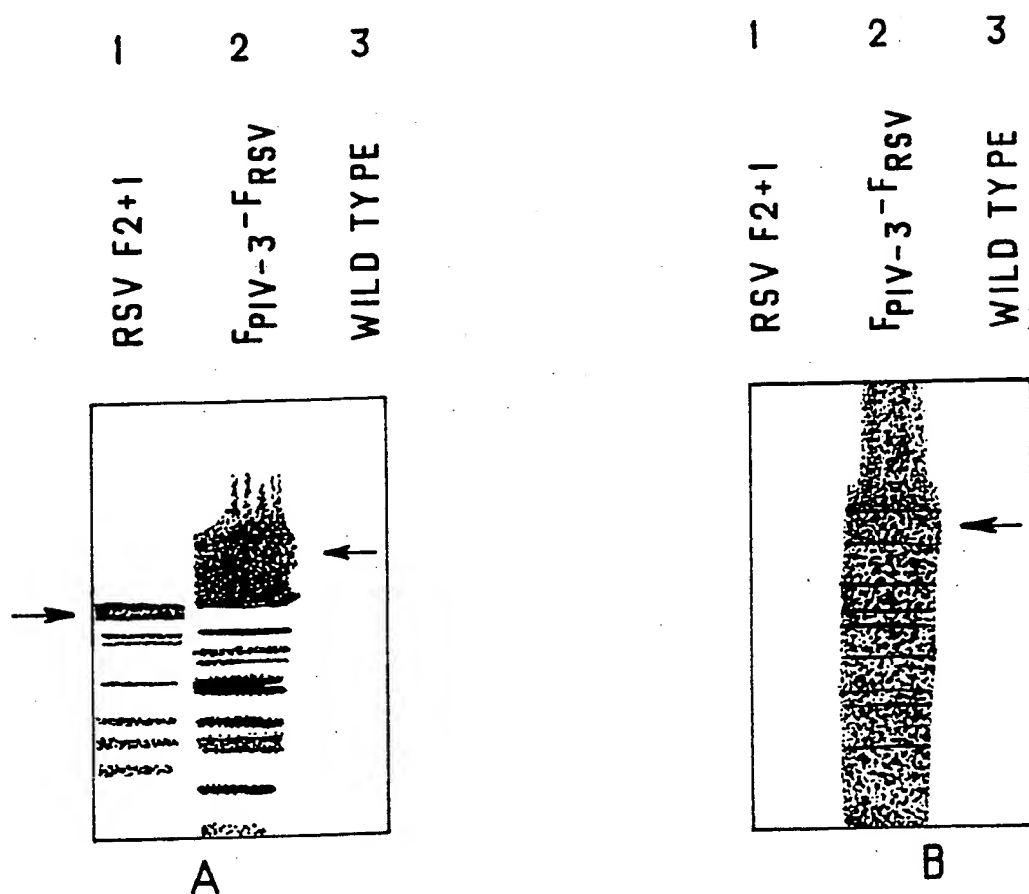 1 2 3
RSV F2+1
FPIV-3-FRSV
WILD TYPE
A
1 2 3
RSV F2+1
FPIV-3-FRSV
WILD TYPE
B